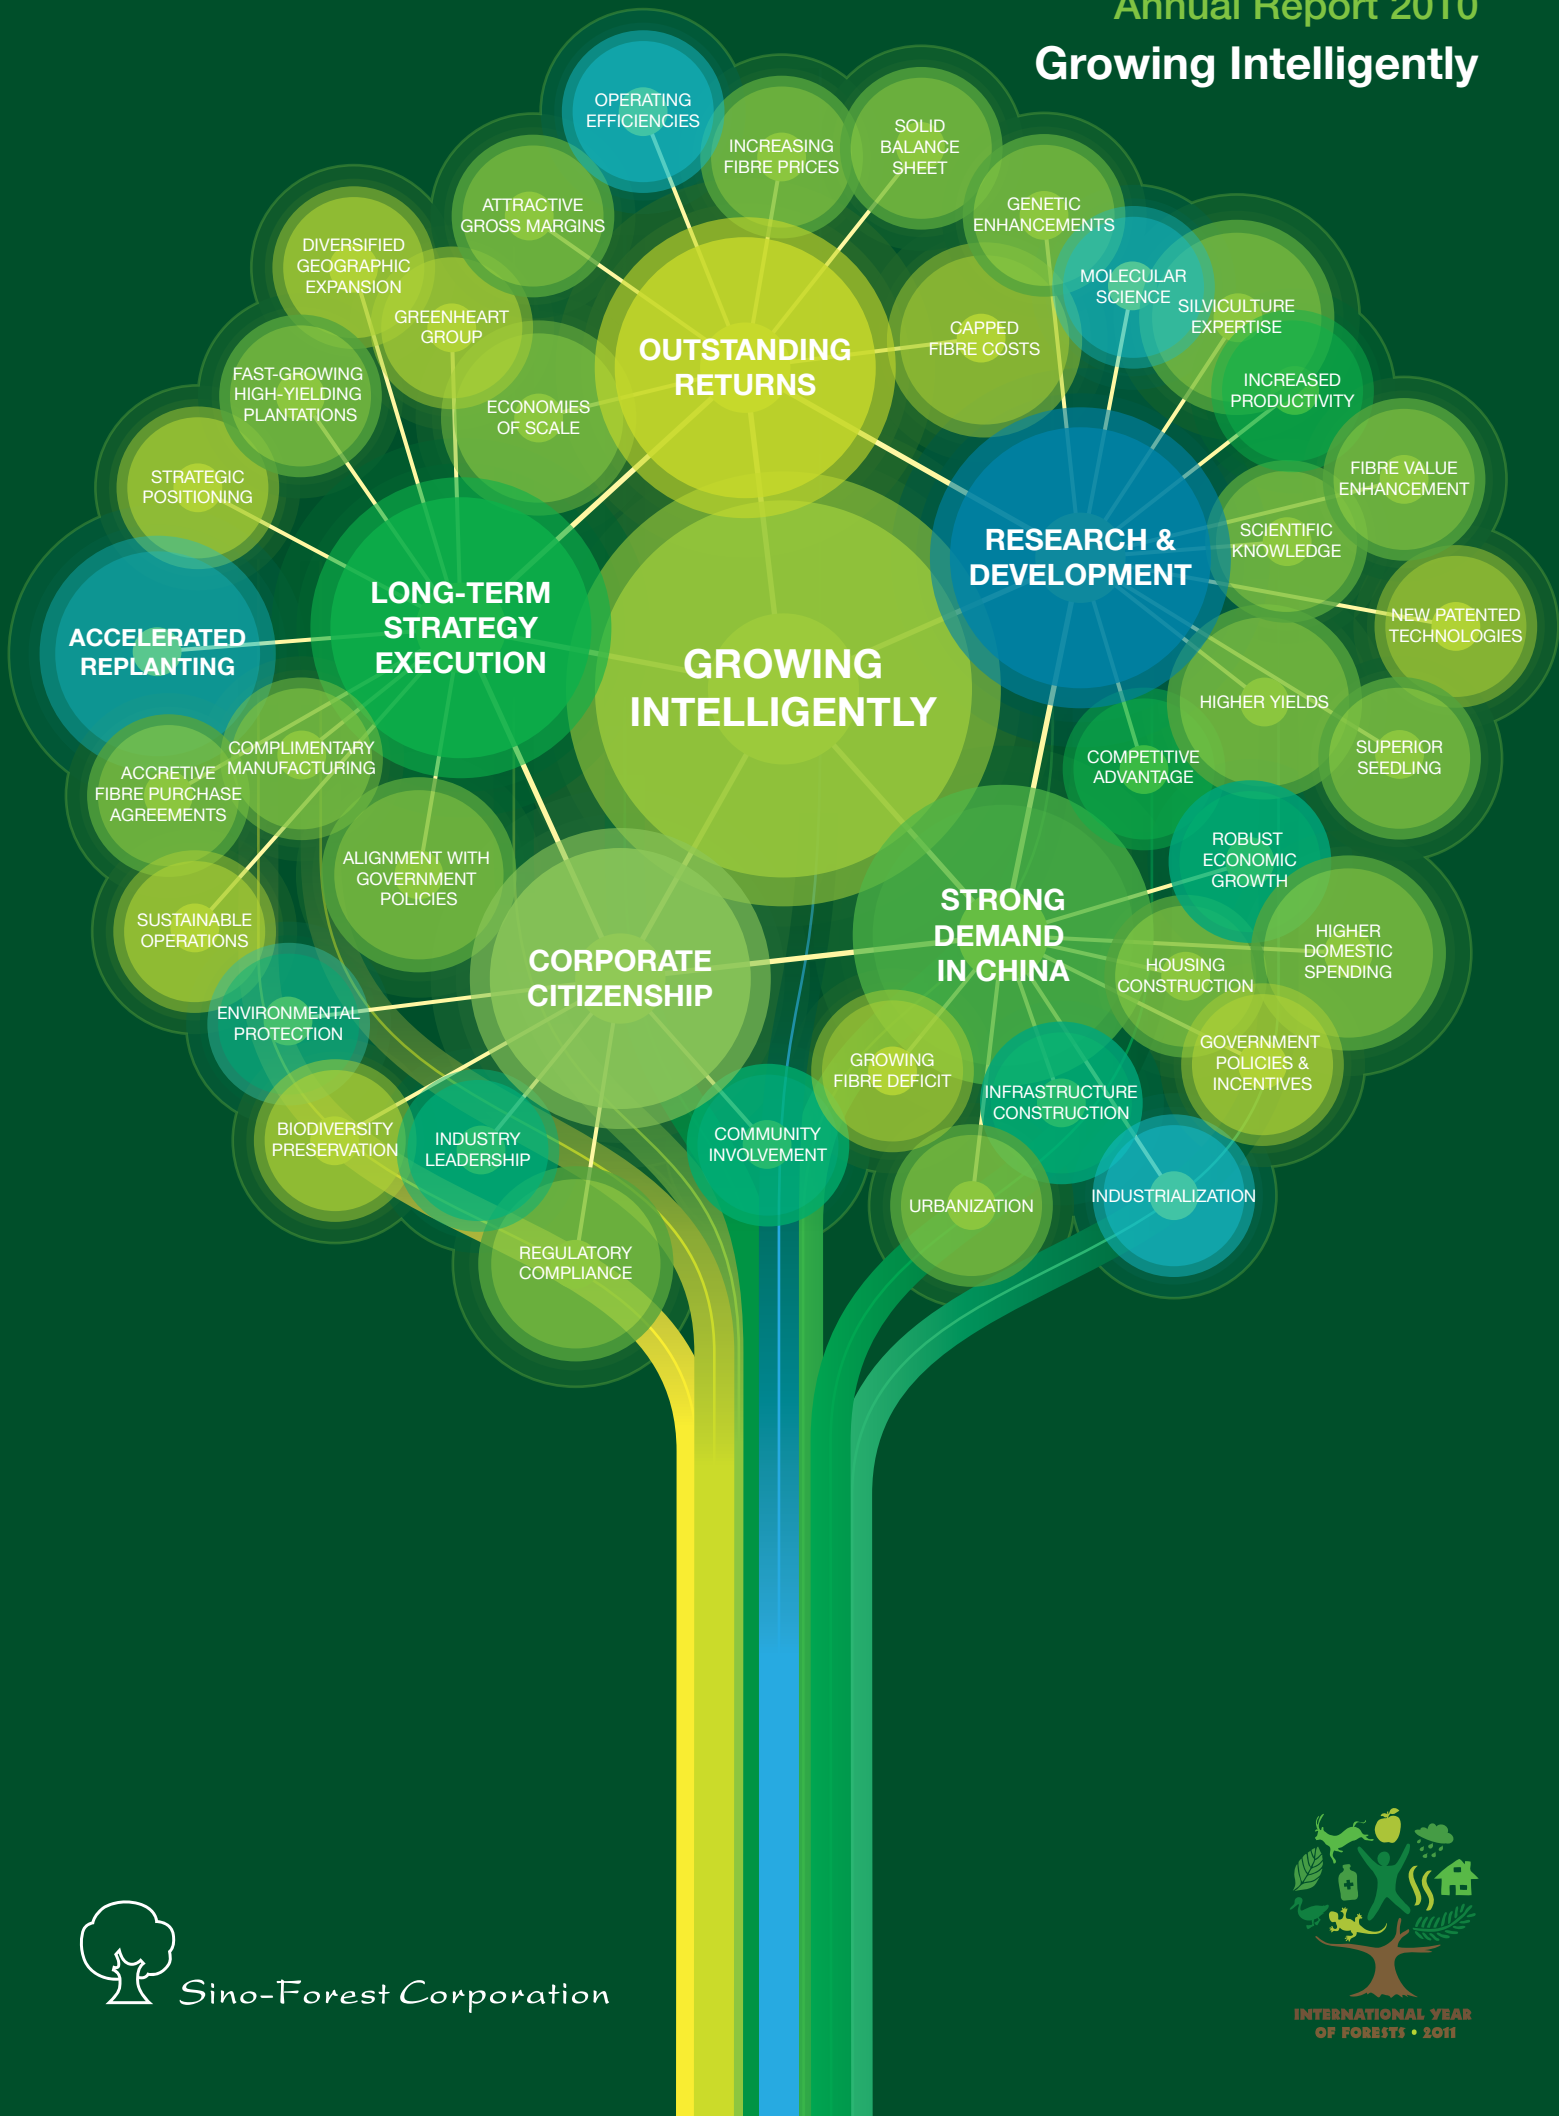 Annual Report 2010
Growing Intelligently
OPERATING
EFFICIENCIES
INCREASING
FIBRE PRICES
SOLID
BALANCE
SHEET
ATTRACTIVE
GROSS MARGINS
GENETIC
ENHANCEMENTS
DIVERSIFIED
GEOGRAPHIC
EXPANSION
MOLECULAR
SCIENCE
SILVICULTURE
EXPERTISE
GREENHEART
GROUP
OUTSTANDING
RETURNS
CAPPED
FIBRE COSTS
FAST-GROWING
HIGH-YIELDING
PLANTATIONS
INCREASED
PRODUCTIVITY
ECONOMIES
OF SCALE
STRATEGIC
POSITIONING
FIBRE VALUE
ENHANCEMENT
SCIENTIFIC
KNOWLEDGE
RESEARCH &
DEVELOPMENT
LONG-TERM
STRATEGY
EXECUTION
ACCELERATED
REPLANTING
NEW PATENTED
TECHNOLOGIES
GROWING
INTELLIGENTLY
HIGHER YIELDS
COMPLIMENTARY
MANUFACTURING
COMPETITIVE
ADVANTAGE
SUPERIOR
SEEDLING
ACCRETIVE
FIBRE PURCHASE
AGREEMENTS
ROBUST
ECONOMIC
GROWTH
ALIGNMENT WITH
GOVERNMENT
POLICIES
STRONG
DEMAND
IN CHINA
SUSTAINABLE
OPERATIONS
HIGHER
DOMESTIC
SPENDING
CORPORATE
CITIZENSHIP
HOUSING
CONSTRUCTION
ENVIRONMENTAL
PROTECTION
GOVERNMENT
POLICIES &
INCENTIVES
GROWING
FIBRE DEFICIT
INFRASTRUCTURE
CONSTRUCTION
BIODIVERSITY
PRESERVATION
INDUSTRY
LEADERSHIP
COMMUNITY
INVOLVEMENT
URBANIZATION
INDUSTRIALIZATION
REGULATORY
COMPLIANCE
Sino-Forest Corporation
INTERNATIONAL YEAR
OF FORESTS • 2011